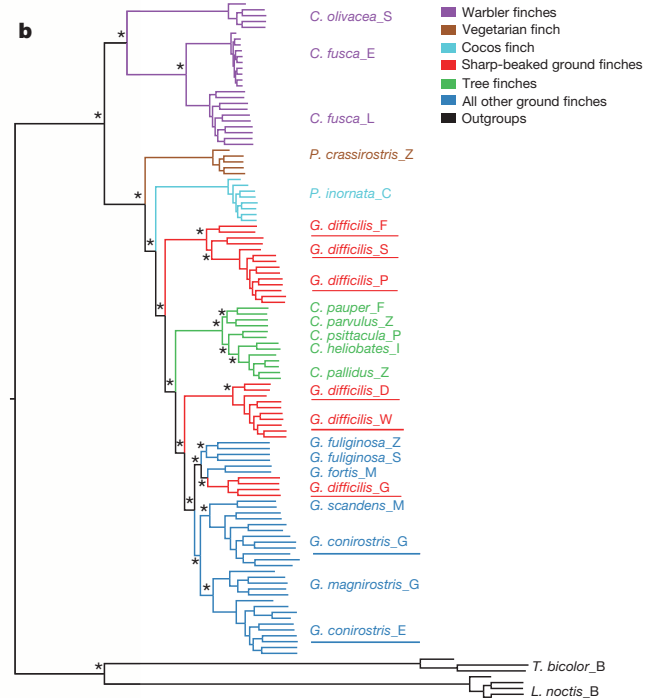 b
C. olivacea_S
C. fusca_E
C. fusca_L
P. crassirostris_Z
P. inornata_C
G. difficilis_F
G. difficilis_S
G. difficilis_P
C. pauper_F
C. parvulus_Z
C. psittacula_P
C. heliobates_I
C. pallidus_Z
G. difficilis_D
G. difficilis_W
G. fuliginosa_Z
G. fuliginosa_S
G. fortis_M
G. difficilis_G
G. scandens_M
G. conirostris_G
G. magnirostris_G
G. conirostris_E
T. bicolor_B
L. noctis_B
Warbler finches
Vegetarian finch
Cocos finch
Sharp-beaked ground finches
Tree finches
All other ground finches
Outgroups